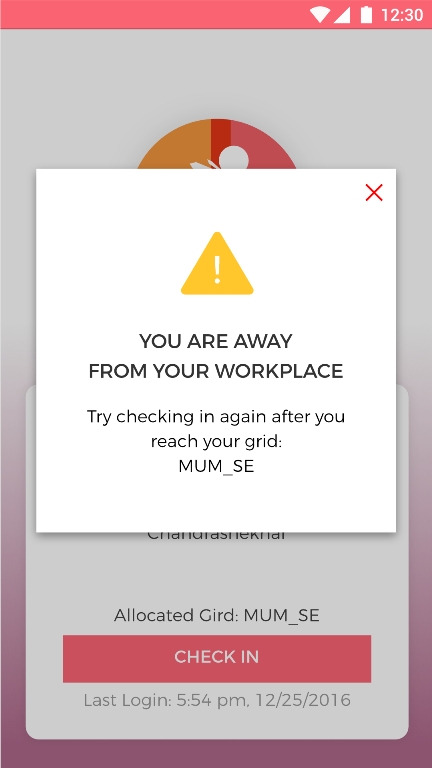 12:30
YOU ARE AWAY
FROM YOUR WORKPLACE
Try checking in again after you
reach your grid:
MUM_SE
Chandrashekhar
Allocated Gird: MUM_SE
CHECK IN
Last Login: 5:54 pm, 12/25/2016